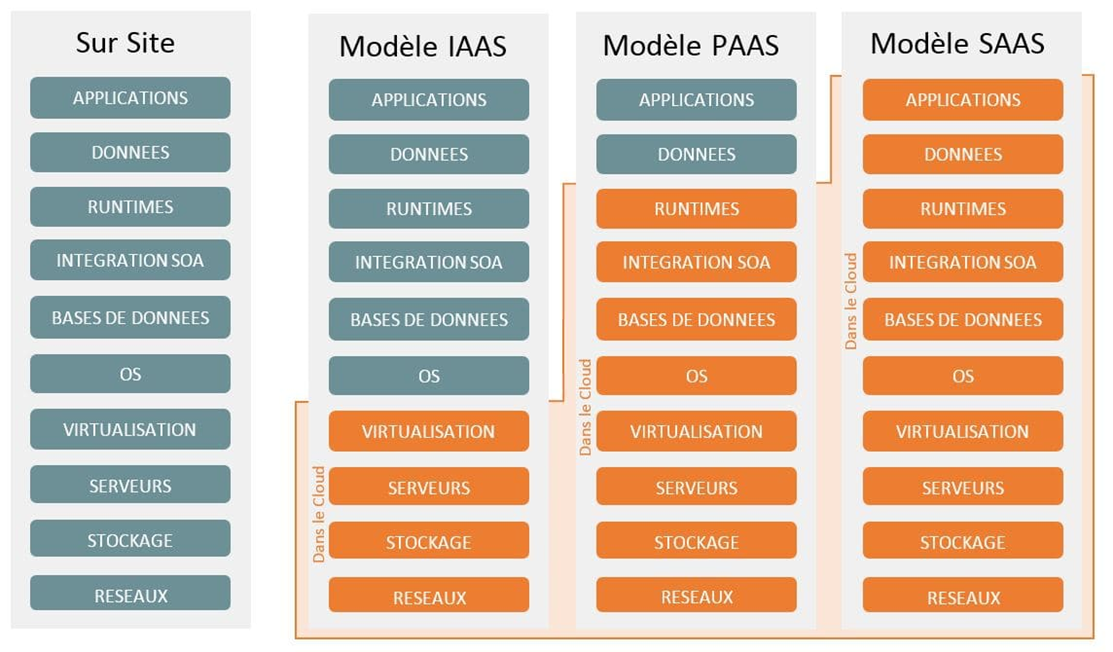 Sur Site
APPLICATIONS
DONNEES
RUNTIMES
INTEGRATION SOA
BASES DE DONNEES
OS
VIRTUALISATION
SERVEURS
STOCKAGE
RESEAUX
Modèle IAAS
APPLICATIONS
DONNEES
RUNTIMES
INTEGRATION SOA
BASES DE DONNEES
OS
VIRTUALISATION
SERVEURS
STOCKAGE
RESEAUX
Dans le Cloud
Modèle PAAS
APPLICATIONS
DONNEES
RUNTIMES
INTEGRATION SOA
BASES DE DONNEES
OS
VIRTUALISATION
SERVEURS
STOCKAGE
RESEAUX
Dans le Cloud
Modèle SAAS
APPLICATIONS
DONNEES
RUNTIMES
INTEGRATION SOA
BASES DE DONNEES
OS
VIRTUALISATION
SERVEURS
STOCKAGE
RESEAUX
Dans le Cloud